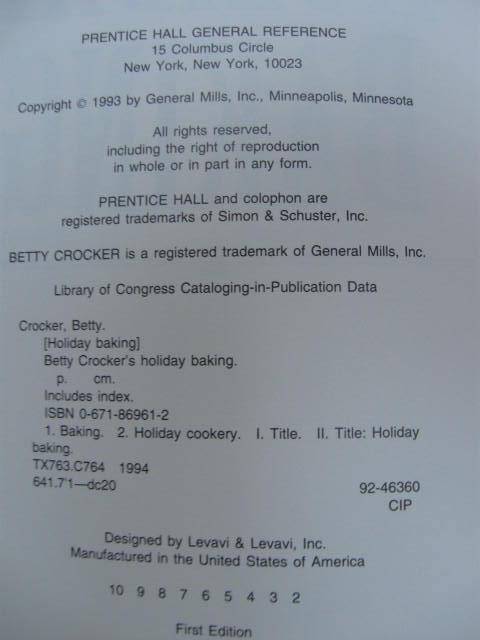 PRENTICE HALL GENERAL REFERENCE
15 Columbus Circle
New York, New York, 10023
Copyright © 1993 by General Mills, Inc., Minneapolis, Minnesota
All rights reserved,
including the right of reproduction
in whole or in part in any form.
PRENTICE HALL and colophon are
registered trademarks of Simon & Schuster, Inc.
BETTY CROCKER is a registered trademark of General Mills, Inc.
Library of Congress Cataloging-in-Publication Data
Crocker, Betty.
[Holiday baking]
Betty Crocker's holiday baking.
p. cm.
Includes index.
ISBN 0-671-86961-2
1. Baking. 2. Holiday cookery. I. Title. II. Title: Holiday
baking.
TX763.C764 1994
641.7'1—dc20 92-46360
CIP
Designed by Levavi & Levavi, Inc.
Manufactured in the United States of America
10 9 8 7 6 5 4 3 2
First Edition